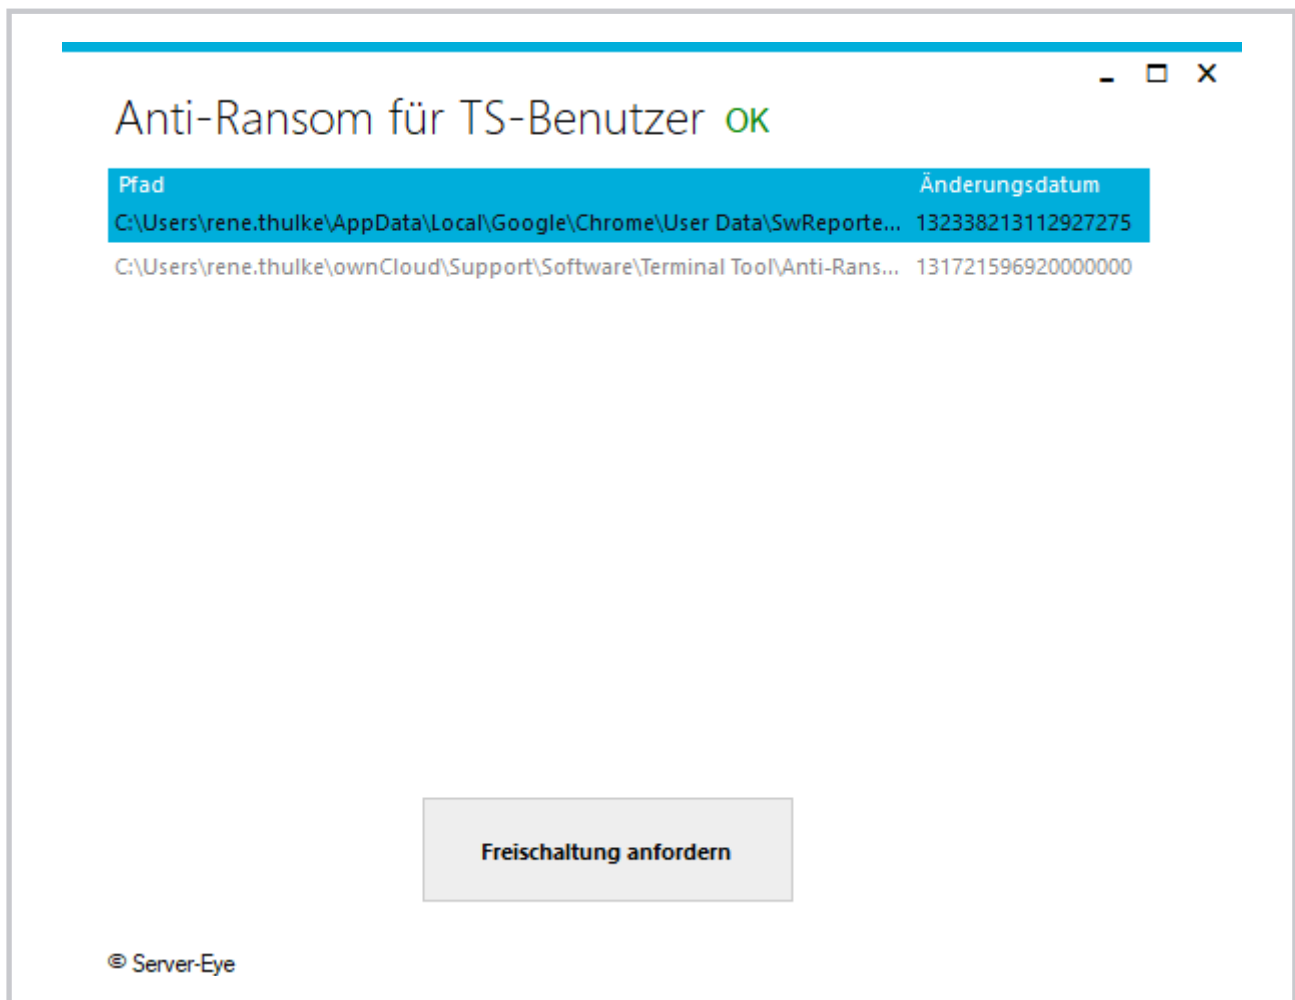 Anti-Ransom für TS-Benutzer OK
Pfad Änderungsdatum
C:\Users\rene.thulke\AppData\Local\Google\Chrome\User Data\SwReporte... 132338213112927275
C:\Users\rene.thulke\ownCloud\Support\Software\Terminal Tool\Anti-Rans... 131721596920000000
Freischaltung anfordern
© Server-Eye